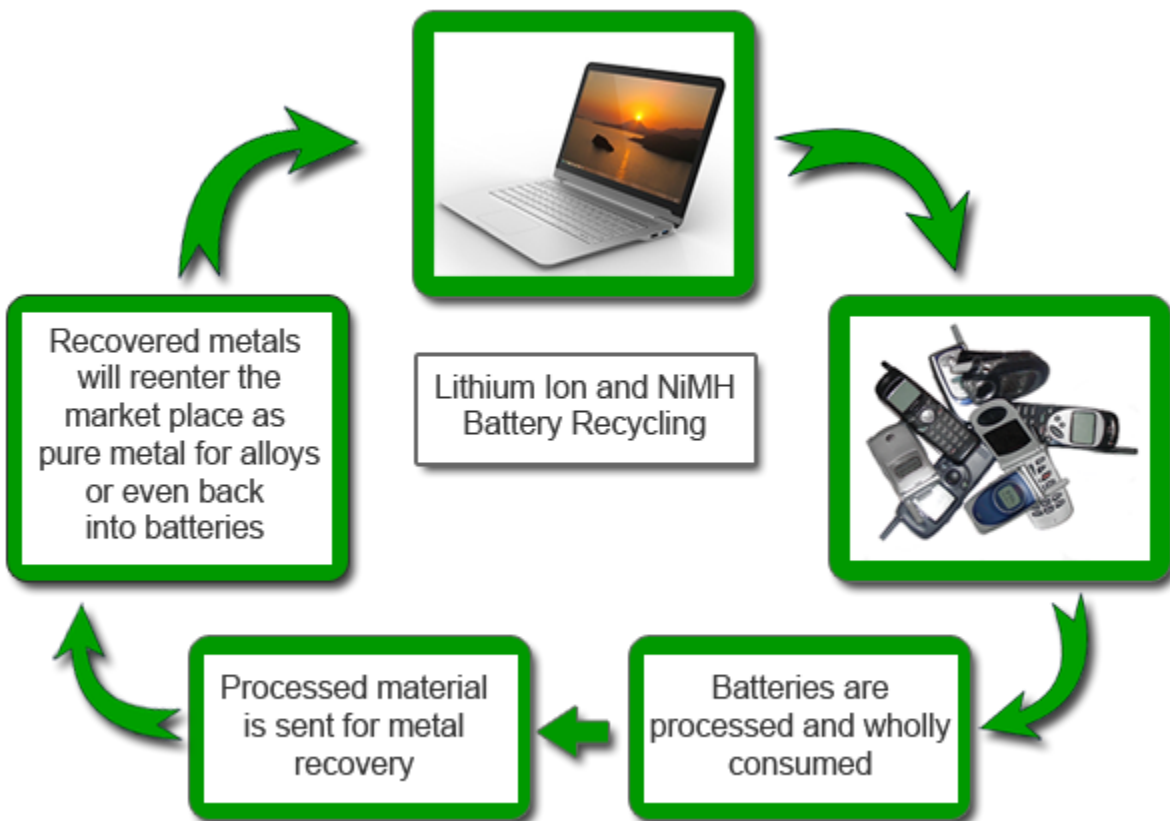 Lithium Ion and NiMH
Battery Recycling
Batteries are
processed and wholly
consumed
Processed material
is sent for metal
recovery
Recovered metals
will reenter the
market place as
pure metal for alloys
or even back
into batteries